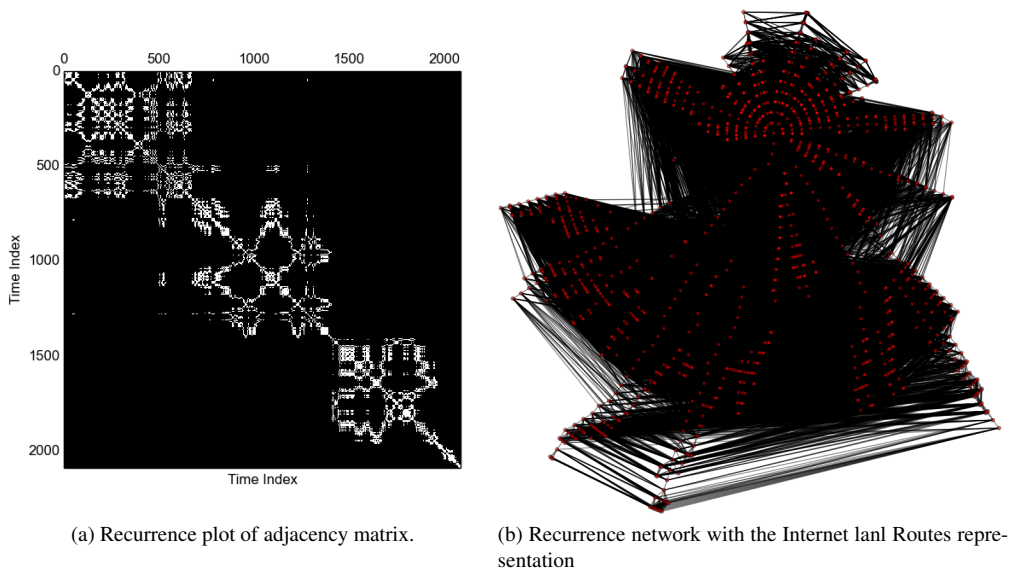 0 500 1000 1500 2000
0
500
1000
1500
2000
Time Index
Time Index
(a) Recurrence plot of adjacency matrix.
(b) Recurrence network with the Internet lanl Routes repre-
sentation